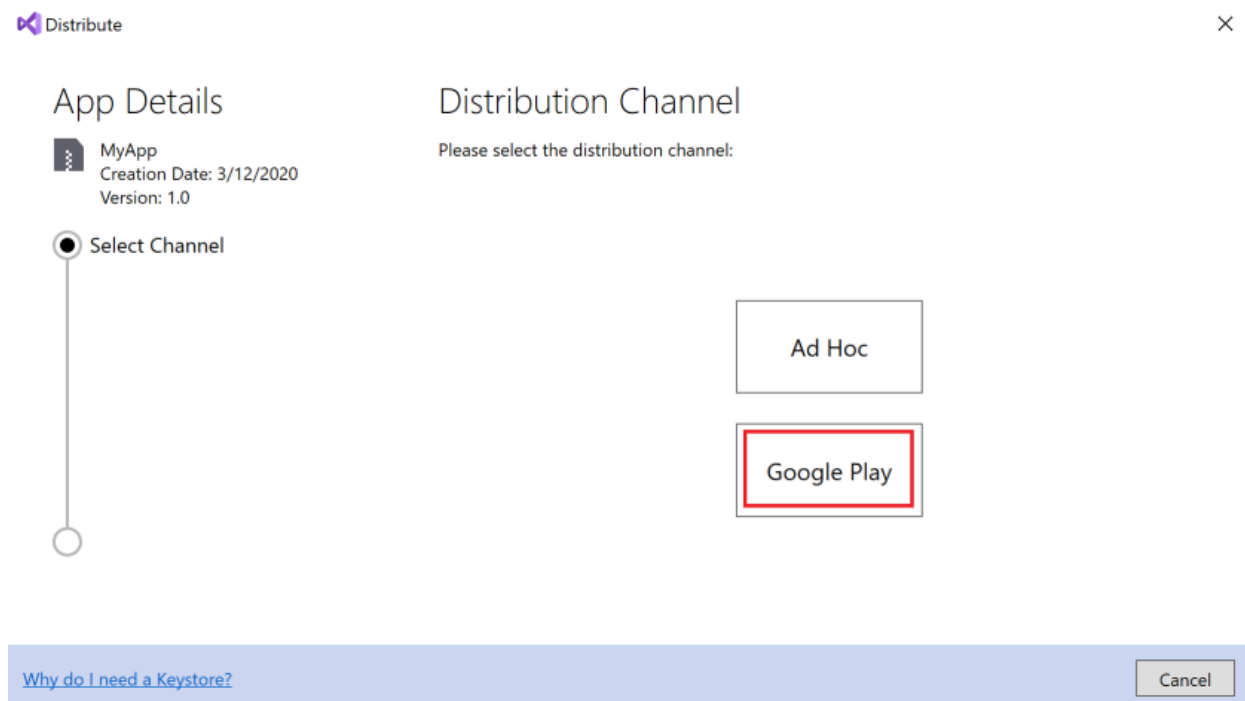 Distribute
App Details
MyApp
Creation Date: 3/12/2020
Version: 1.0
Select Channel
Distribution Channel
Please select the distribution channel:
Ad Hoc
Google Play
Why do I need a Keystore?
Cancel